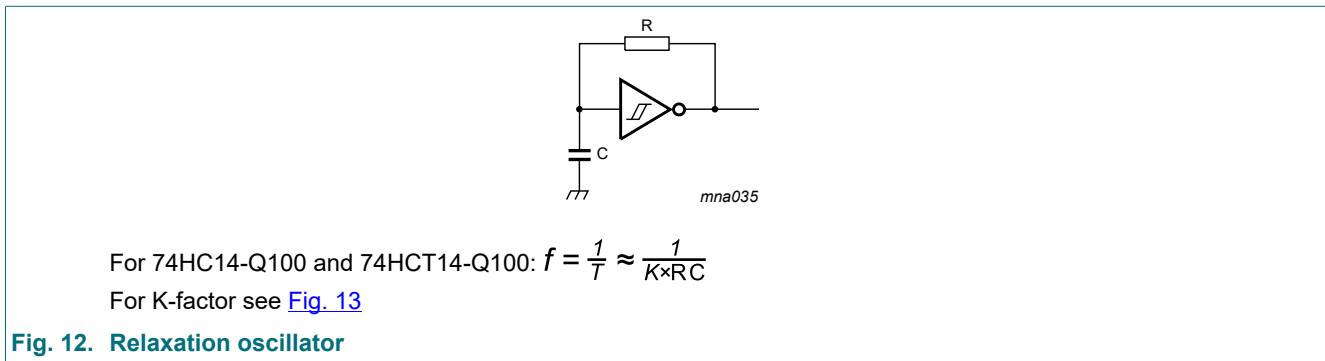 R
C
mna035
For 74HC14-Q100 and 74HCT14-Q100: f = 1/T ≈ 1/K×RC
For K-factor see Fig. 13
Fig. 12. Relaxation oscillator